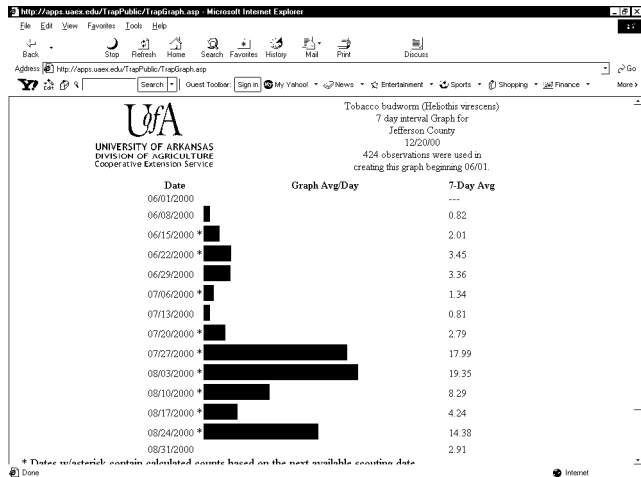 http://apps.uaex.edu/TrapPublic/TrapGraph.asp - Microsoft Internet Explorer
File Edit View Favorites Tools Help
Back Stop Refresh Home Search Favorites History Mail Print Discuss
Address http://apps.uaex.edu/TrapPublic/TrapGraph.asp Go
Y! Edit Search Guest Toolbar: Sign in My Yahoo! News Entertainment Sports Shopping Finance More >
UofA
UNIVERSITY OF ARKANSAS
DIVISION OF AGRICULTURE
Cooperative Extension Service
Tobacco budworm (Heliothis virescens)
7 day interval Graph for
Jefferson
County
12/20/00
424 observations were used in
creating this graph beginning 06/01.
Date Graph Avg/Day 7-Day Avg
06/01/2000 ---
06/08/2000 0.82
06/15/2000 * 2.01
06/22/2000 * 3.45
06/29/2000 3.36
07/06/2000 * 1.34
07/13/2000 0.81
07/20/2000 * 2.79
07/27/2000 * 17.99
08/03/2000 * 19.35
08/10/2000 * 8.29
08/17/2000 * 4.24
08/24/2000 * 14.38
08/31/2000 2.91
* Dates w/asterisk contain calculated counts based on the next available scouting date
Done Internet